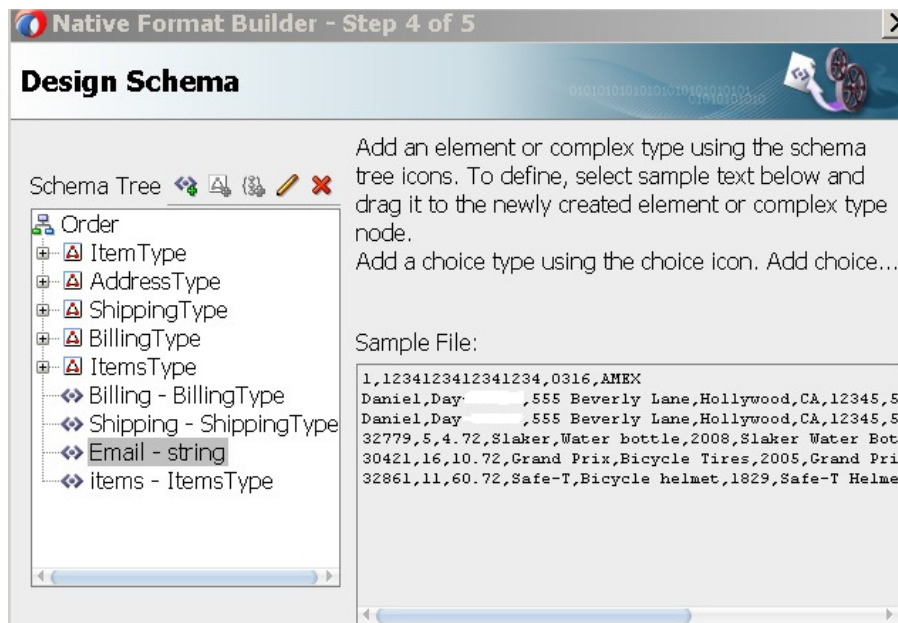 Native Format Builder - Step 4 of 5
Design Schema
Schema Tree
Order
ItemType
AddressType
ShippingType
BillingType
ItemsType
Billing - BillingType
Shipping - ShippingType
Email - string
items - ItemsType
Add an element or complex type using the schema
tree icons. To define, select sample text below and
drag it to the newly created element or complex type
node.
Add a choice type using the choice icon. Add choice...
Sample File:
1,1234123412341234,0316,AMEX
Daniel,Day ,555 Beverly Lane,Hollywood,CA,12345,5
Daniel,Day ,555 Beverly Lane,Hollywood,CA,12345,5
32779,5,4.72,Slaker,Water bottle,2008,Slaker Water Bot
30421,16,10.72,Grand Prix,Bicycle Tires,2005,Grand Pri
32861,11,60.72,Safe-T,Bicycle helmet,1829,Safe-T Helme